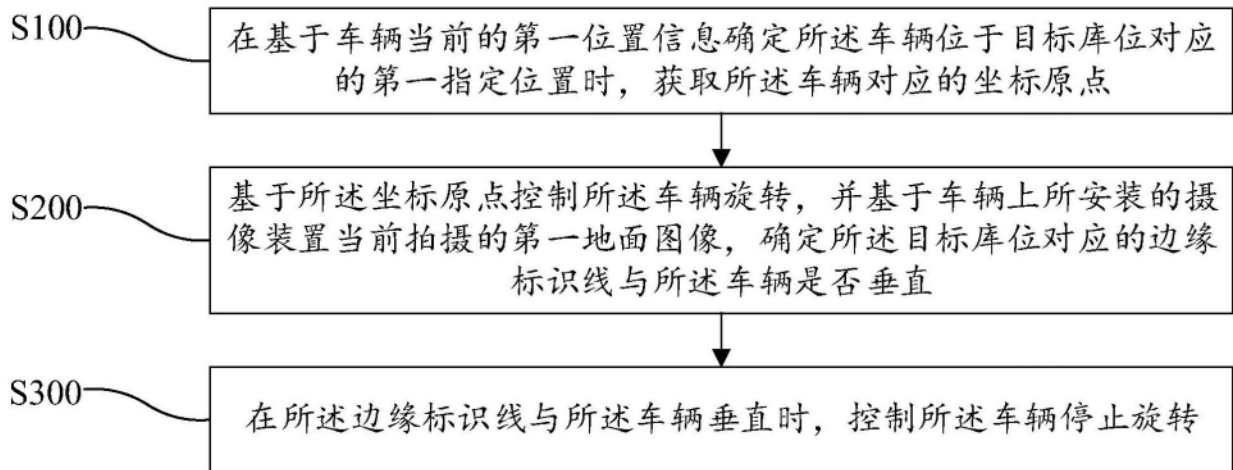 S100
在基于车辆当前的第一位置信息确定所述车辆位于目标库位对应
的第一指定位置时，获取所述车辆对应的坐标原点
S200
基于所述坐标原点控制所述车辆旋转，并基于车辆上所安装的摄
像装置当前拍摄的第一地面图像，确定所述目标库位对应的边缘
标识线与所述车辆是否垂直
S300
在所述边缘标识线与所述车辆垂直时，控制所述车辆停止旋转